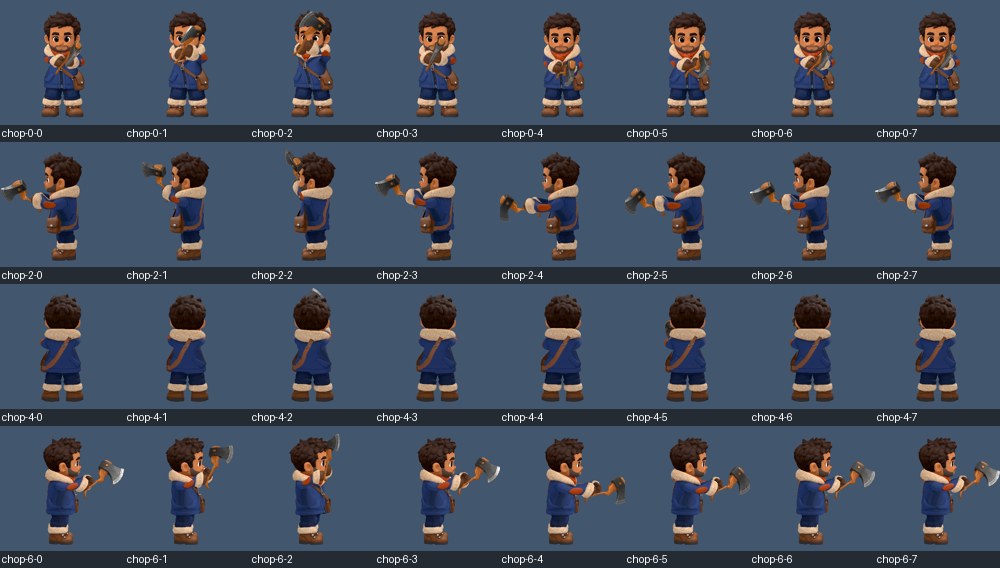 chop-0-0 chop-0-1 chop-0-2 chop-0-3 chop-0-4 chop-0-5 chop-0-6 chop-0-7
chop-2-0 chop-2-1 chop-2-2 chop-2-3 chop-2-4 chop-2-5 chop-2-6 chop-2-7
chop-4-0 chop-4-1 chop-4-2 chop-4-3 chop-4-4 chop-4-5 chop-4-6 chop-4-7
chop-6-0 chop-6-1 chop-6-2 chop-6-3 chop-6-4 chop-6-5 chop-6-6 chop-6-7